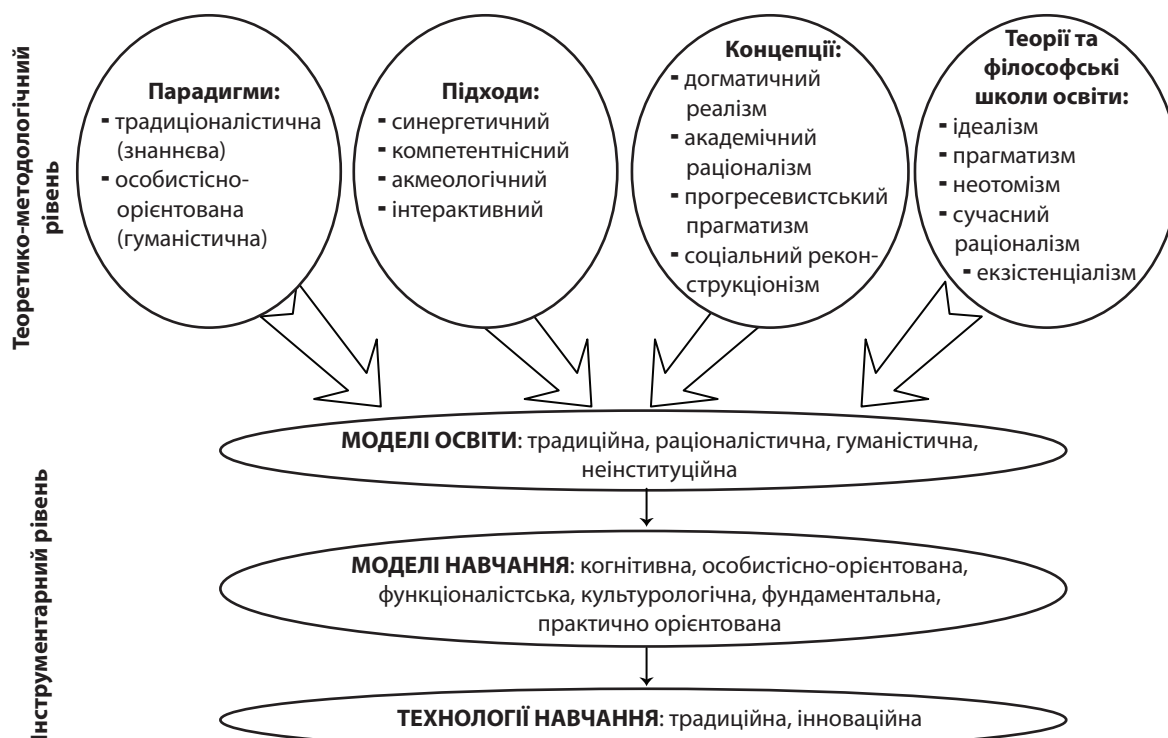 Теоретико-методологічний
рівень
Парадигми:
- традиціоналістична
(знаннєва)
- особистісно-
орієнтована
(гуманістична)
Підходи:
- синергетичний
- компетентнісний
- акмеологічний
- інтерактивний
Концепції:
- догматичний
реалізм
- академічний
раціоналізм
- прогресевистський
прагматизм
- соціальний рекон-
струкціонізм
Теорії та
філософські
школи освіти:
- ідеалізм
- прагматизм
- неотомізм
- сучасний
раціоналізм
- екзістенціалізм
Інструментарний рівень
МОДЕЛІ ОСВІТИ: традиційна, раціоналістична, гуманістична,
неінституційна
МОДЕЛІ НАВЧАННЯ: когнітивна, особистісно-орієнтована,
функціоналістська, культурологічна, фундаментальна,
практично орієнтована
ТЕХНОЛОГІЇ НАВЧАННЯ: традиційна, інноваційна